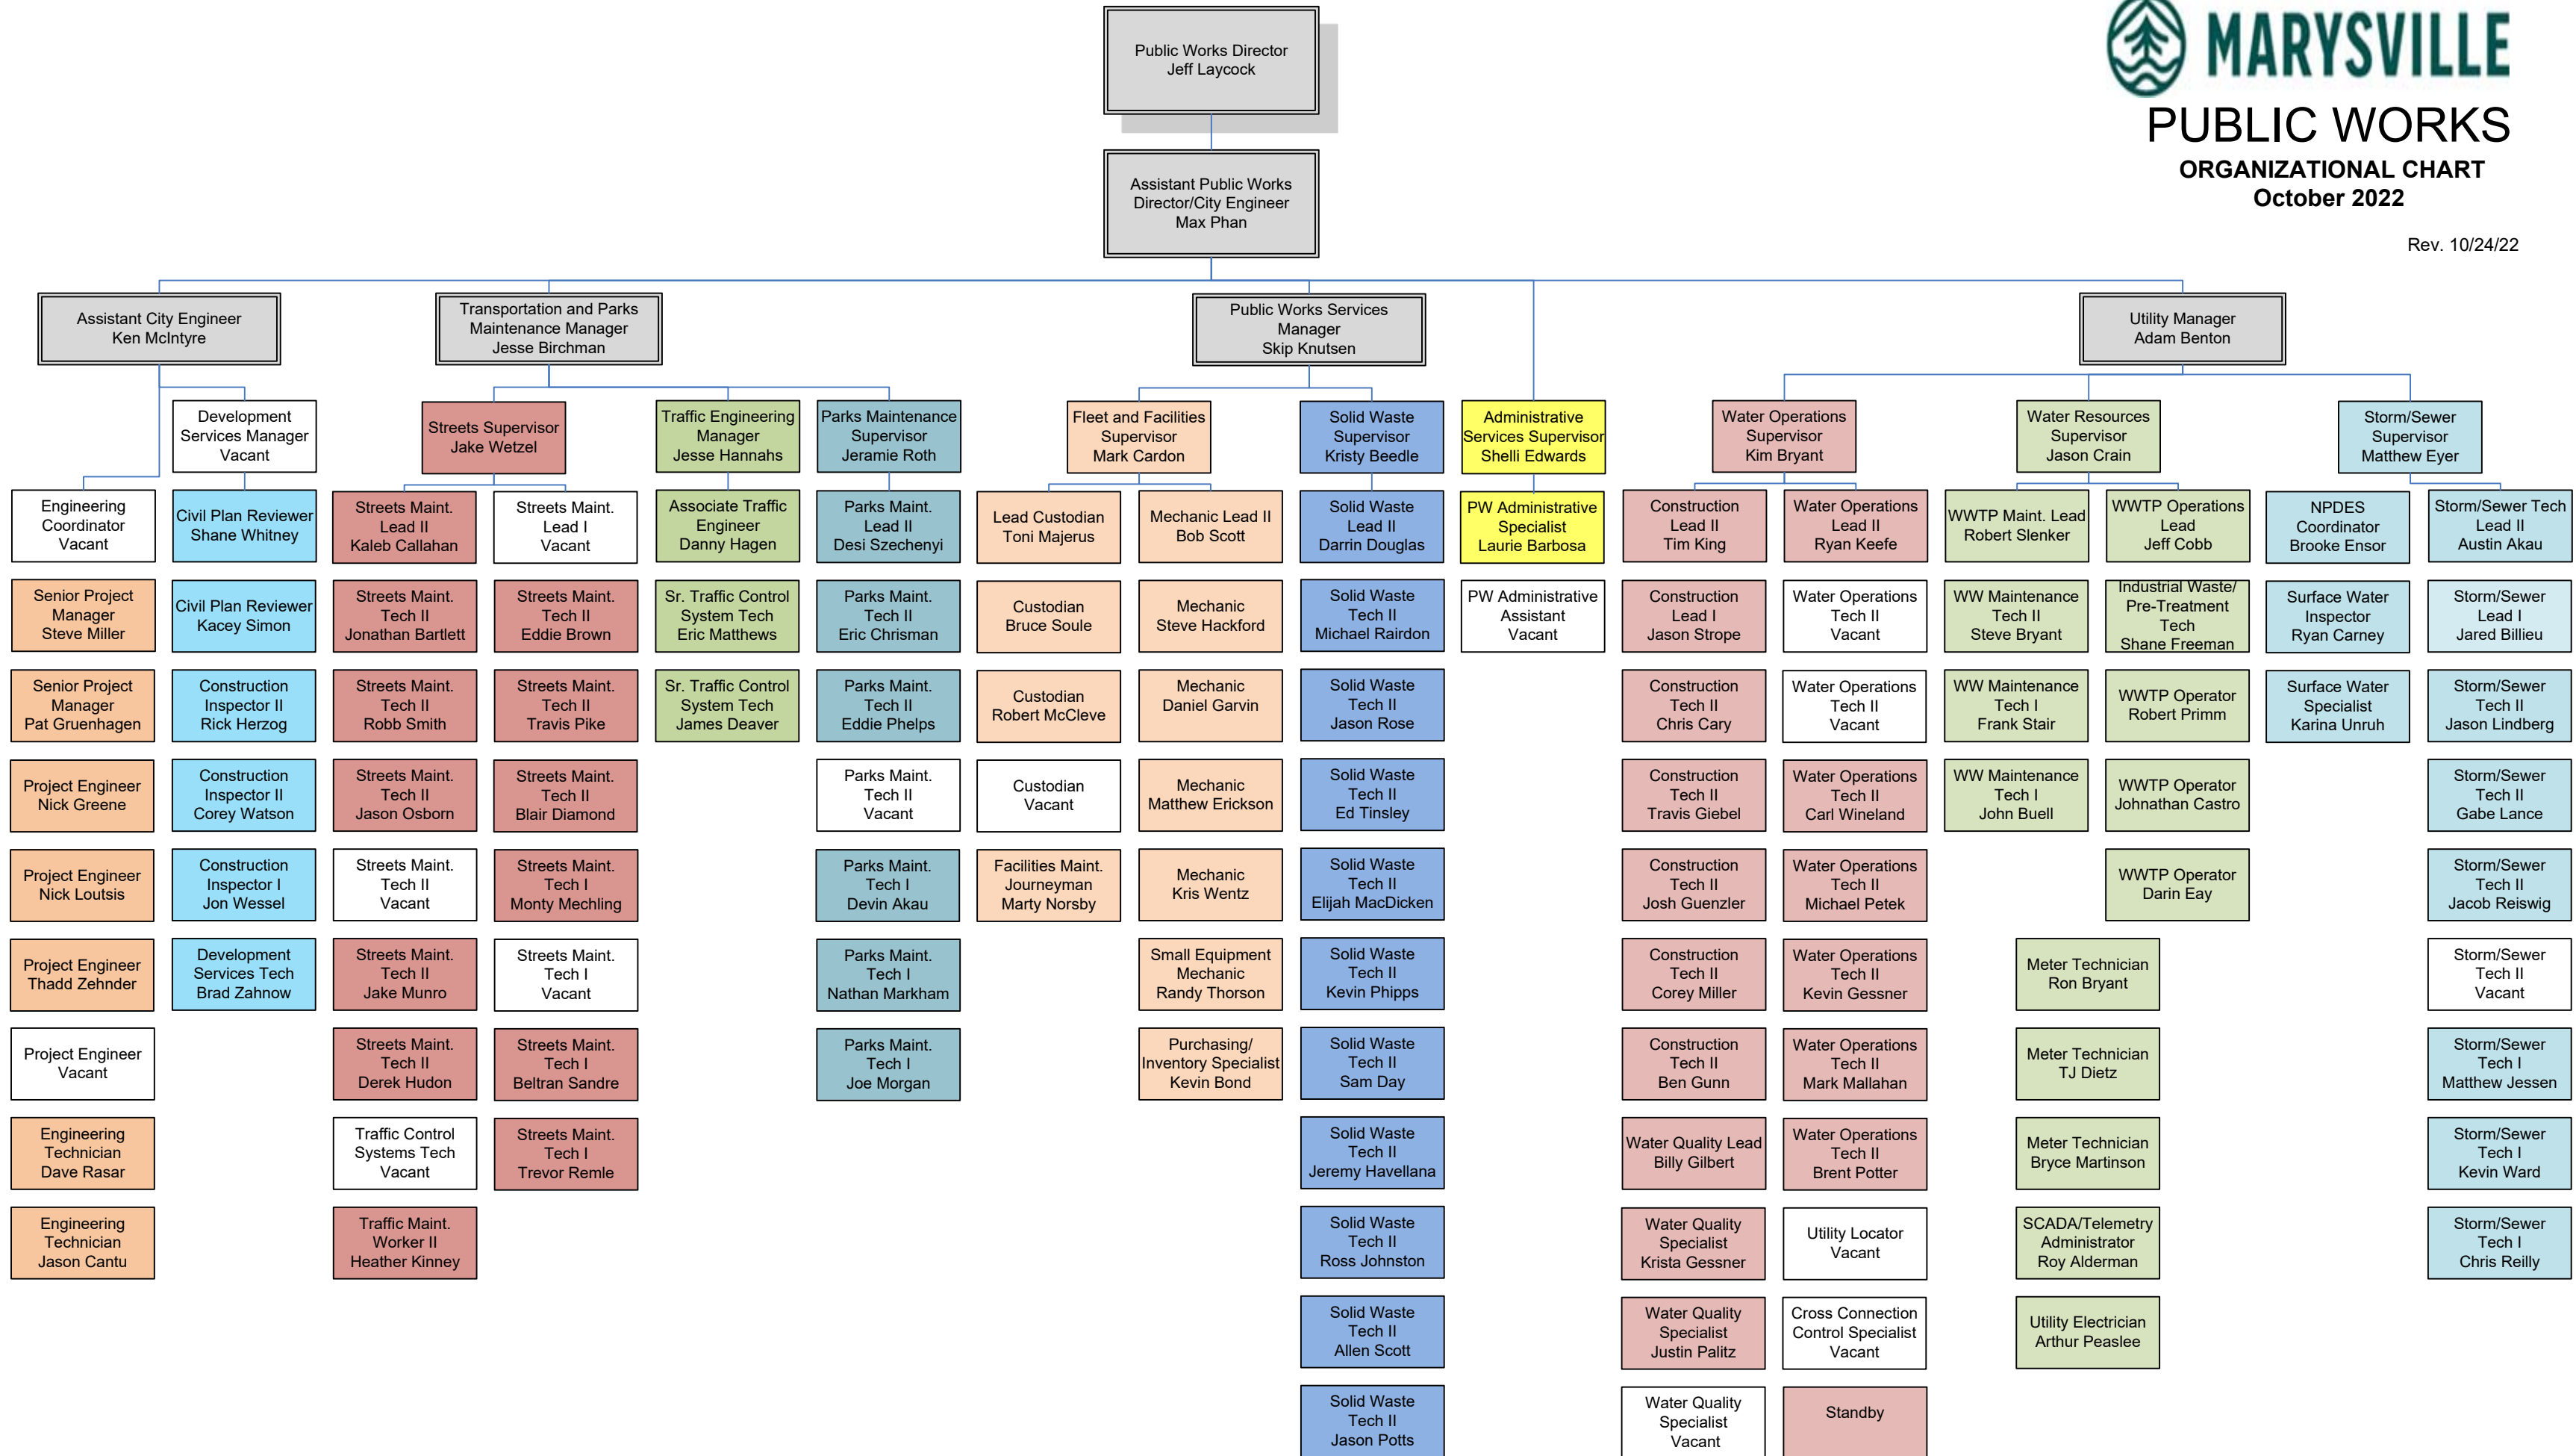 MARYSVILLE
PUBLIC WORKS
ORGANIZATIONAL CHART
October 2022
Rev. 10/24/22
Public Works Director
Jeff Laycock
Assistant Public Works
Director/City Engineer
Max Phan
Assistant City Engineer
Ken McIntyre
Transportation and Parks
Maintenance Manager
Jesse Birchman
Public Works Services
Manager
Skip Knutsen
Utility Manager
Adam Benton
Development
Services Manager
Vacant
Streets Supervisor
Jake Wetzel
Traffic Engineering
Manager
Jesse Hannahs
Parks Maintenance
Supervisor
Jeramie Roth
Fleet and Facilities
Supervisor
Mark Cardon
Solid Waste
Supervisor
Kristy Beedle
Administrative
Services Supervisor
Shelli Edwards
Water Operations
Supervisor
Kim Bryant
Water Resources
Supervisor
Jason Crain
Storm/Sewer
Supervisor
Matthew Eyer
Engineering
Coordinator
Vacant
Senior Project
Manager
Steve Miller
Senior Project
Manager
Pat Gruenhagen
Project Engineer
Nick Greene
Project Engineer
Nick Loutsis
Project Engineer
Thadd Zehnder
Project Engineer
Vacant
Engineering
Technician
Dave Rasar
Engineering
Technician
Jason Cantu
Civil Plan Reviewer
Shane Whitney
Civil Plan Reviewer
Kacey Simon
Construction
Inspector II
Rick Herzog
Construction
Inspector II
Corey Watson
Construction
Inspector I
Jon Wessel
Development
Services Tech
Brad Zahnow
Streets Maint.
Lead II
Kaleb Callahan
Streets Maint.
Tech II
Jonathan Bartlett
Streets Maint.
Tech II
Robb Smith
Streets Maint.
Tech II
Jason Osborn
Streets Maint.
Tech II
Vacant
Streets Maint.
Tech II
Jake Munro
Streets Maint.
Tech II
Derek Hudon
Traffic Control
Systems Tech
Vacant
Traffic Maint.
Worker II
Heather Kinney
Streets Maint.
Lead I
Vacant
Streets Maint.
Tech II
Eddie Brown
Streets Maint.
Tech II
Travis Pike
Streets Maint.
Tech II
Blair Diamond
Streets Maint.
Tech I
Monty Mechling
Streets Maint.
Tech I
Vacant
Streets Maint.
Tech I
Beltran Sandre
Streets Maint.
Tech I
Trevor Remle
Associate Traffic
Engineer
Danny Hagen
Sr. Traffic Control
System Tech
Eric Matthews
Sr. Traffic Control
System Tech
James Deaver
Parks Maint.
Lead II
Desi Szechenyi
Parks Maint.
Tech II
Eric Chrisman
Parks Maint.
Tech II
Eddie Phelps
Parks Maint.
Tech II
Vacant
Parks Maint.
Tech I
Devin Akau
Parks Maint.
Tech I
Nathan Markham
Parks Maint.
Tech I
Joe Morgan
Lead Custodian
Toni Majerus
Custodian
Bruce Soule
Custodian
Robert McCleve
Custodian
Vacant
Facilities Maint.
Journeyman
Marty Norsby
Mechanic Lead II
Bob Scott
Mechanic
Steve Hackford
Mechanic
Daniel Garvin
Mechanic
Matthew Erickson
Mechanic
Kris Wentz
Small Equipment
Mechanic
Randy Thorson
Purchasing/
Inventory Specialist
Kevin Bond
Solid Waste
Lead II
Darrin Douglas
Solid Waste
Tech II
Michael Rairdon
Solid Waste
Tech II
Jason Rose
Solid Waste
Tech II
Ed Tinsley
Solid Waste
Tech II
Elijah MacDicken
Solid Waste
Tech II
Kevin Phipps
Solid Waste
Tech II
Sam Day
Solid Waste
Tech II
Jeremy Havellana
Solid Waste
Tech II
Ross Johnston
Solid Waste
Tech II
Allen Scott
Solid Waste
Tech II
Jason Potts
PW Administrative
Specialist
Laurie Barbosa
PW Administrative
Assistant
Vacant
Construction
Lead II
Tim King
Construction
Lead I
Jason Strope
Construction
Tech II
Chris Cary
Construction
Tech II
Travis Giebel
Construction
Tech II
Josh Guenzler
Construction
Tech II
Corey Miller
Construction
Tech II
Ben Gunn
Water Quality Lead
Billy Gilbert
Water Quality
Specialist
Krista Gessner
Water Quality
Specialist
Justin Palitz
Water Quality
Specialist
Vacant
Water Operations
Lead II
Ryan Keefe
Water Operations
Tech II
Vacant
Water Operations
Tech II
Vacant
Water Operations
Tech II
Carl Wineland
Water Operations
Tech II
Michael Petek
Water Operations
Tech II
Kevin Gessner
Water Operations
Tech II
Mark Mallahan
Water Operations
Tech II
Brent Potter
Utility Locator
Vacant
Cross Connection
Control Specialist
Vacant
Standby
WWTP Maint. Lead
Robert Slenker
WW Maintenance
Tech II
Steve Bryant
WW Maintenance
Tech I
Frank Stair
WW Maintenance
Tech I
John Buell
WWTP Operations
Lead
Jeff Cobb
Industrial Waste/
Pre-Treatment
Tech
Shane Freeman
WWTP Operator
Robert Primm
WWTP Operator
Johnathan Castro
WWTP Operator
Darin Eay
Meter Technician
Ron Bryant
Meter Technician
TJ Dietz
Meter Technician
Bryce Martinson
SCADA/Telemetry
Administrator
Roy Alderman
Utility Electrician
Arthur Peaslee
NPDES
Coordinator
Brooke Ensor
Surface Water
Inspector
Ryan Carney
Surface Water
Specialist
Karina Unruh
Storm/Sewer Tech
Lead II
Austin Akau
Storm/Sewer
Lead I
Jared Billieu
Storm/Sewer
Tech II
Jason Lindberg
Storm/Sewer
Tech II
Gabe Lance
Storm/Sewer
Tech II
Jacob Reiswig
Storm/Sewer
Tech II
Vacant
Storm/Sewer
Tech I
Matthew Jessen
Storm/Sewer
Tech I
Kevin Ward
Storm/Sewer
Tech I
Chris Reilly